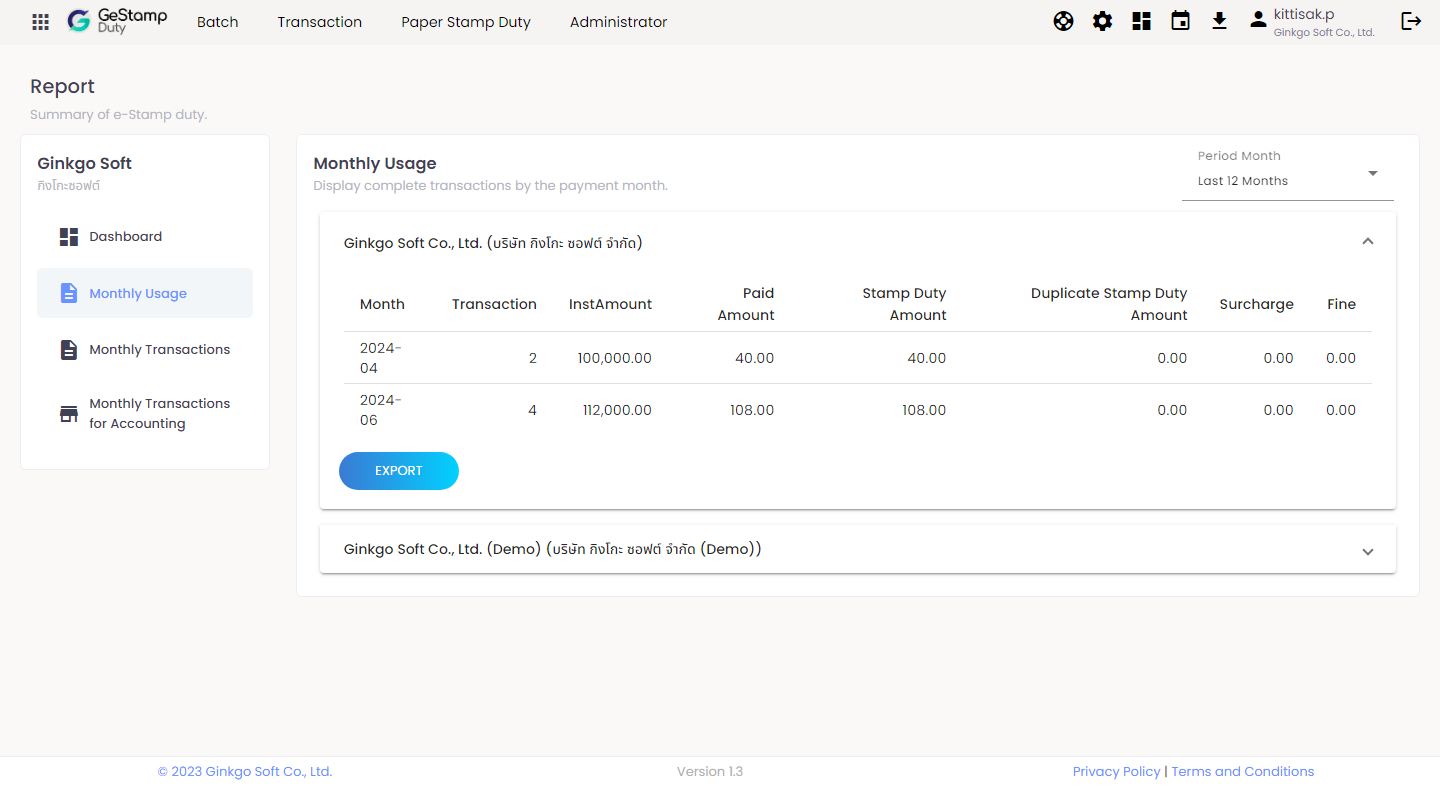 GeStamp
Duty
Batch
Transaction
Paper Stamp Duty
Administrator
kittisak.p
Ginkgo Soft Co., Ltd.
Report
Summary of e-Stamp duty.
Ginkgo Soft
กิงโกะซอฟต์
Dashboard
Monthly Usage
Monthly Transactions
Monthly Transactions
for Accounting
Monthly Usage
Display complete transactions by the payment month.
Period Month
Last 12 Months
Ginkgo Soft Co., Ltd. (บริษัท กิงโกะ ซอฟต์ จำกัด)
Month
Transaction
InstAmount
Paid
Amount
Stamp Duty
Amount
Duplicate Stamp Duty
Amount
Surcharge
Fine
2024-
04
2
100,000.00
40.00
40.00
0.00
0.00
0.00
2024-
06
4
112,000.00
108.00
108.00
0.00
0.00
0.00
EXPORT
Ginkgo Soft Co., Ltd. (Demo) (บริษัท กิงโกะ ซอฟต์ จำกัด (Demo))
© 2023 Ginkgo Soft Co., Ltd.
Version 1.3
Privacy Policy | Terms and Conditions